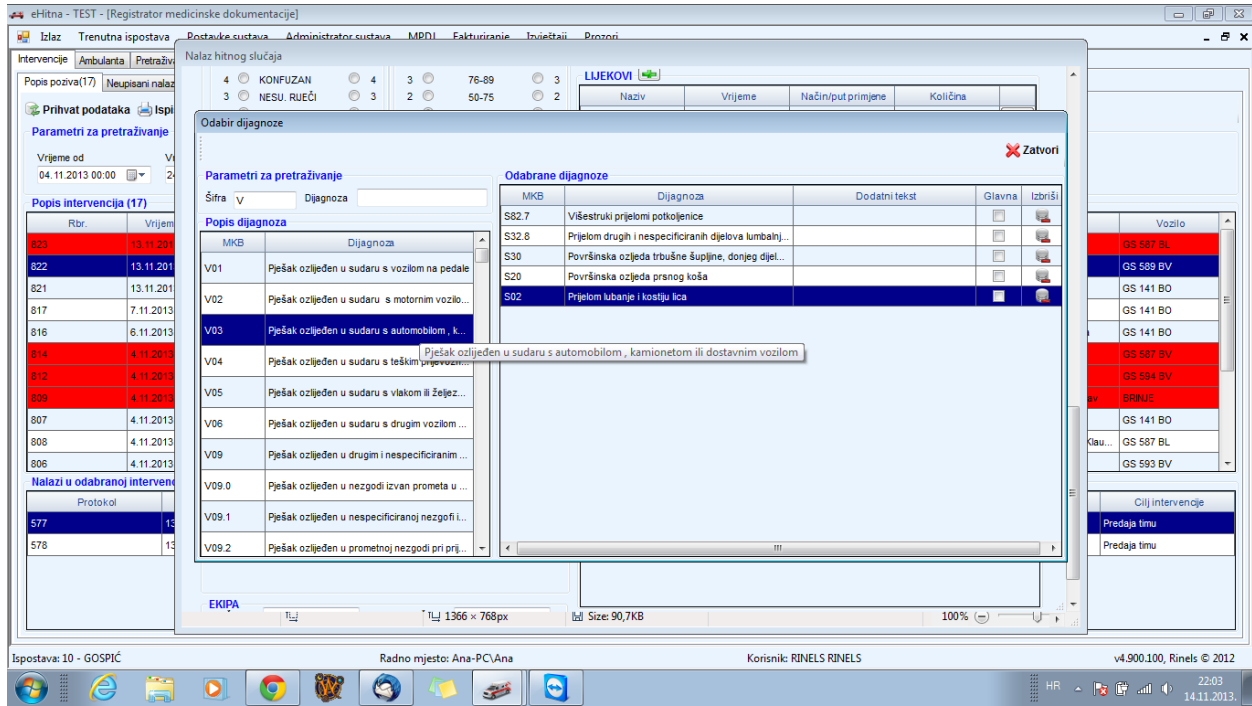 eHitna - TEST - [Registrator medicinske dokumentacije]
Izlaz Trenutna ispostava Postavke sustava Administrator sustava MPDI Fakturiranje Izvještaji Prozori
Intervencije Ambulanta
Nalaz hitnog slučaja
Popis poziva(17) Neupisani
4 KONFUZAN 4 3 76-89 3 LIJEKOVI
3 NESU. RIJEČI 3 2 50-75 2 Naziv Vrijeme Način/put primjene Količina
Prihvat podataka
Odabir dijagnoze
Parametri za pretraživanje
Zatvori
Vrijeme od
04.11.2013 00:00
Parametri za pretraživanje Odabrane dijagnoze
Šifra V Dijagnoza MKB Dijagnoza Dodatni tekst Glavna Izbriši
Popis intervencija (17) Popis dijagnoza
Rbr. MKB Dijagnoza Vozilo
S82.7 Višestruki prijelomi potkoljenice
S32.8 Prijelom drugih i nespecificiranih dijelova lumbalnj...
S30 Površinska ozljeda trbušne šupljine, donjeg dijel...
S20 Površinska ozljeda prsnog koša
S02 Prijelom lubanje i kostiju lica
V01 Pješak ozlijeđen u sudaru s vozilom na pedale
V02 Pješak ozlijeđen u sudaru s motornim vozilo...
V03 Pješak ozlijeđen u sudaru s automobilom , k...
Pješak ozlijeđen u sudaru s automobilom , kamionetom ili dostavnim vozilom
V04 Pješak ozlijeđen u sudaru s teškim
V05 Pješak ozlijeđen u sudaru s vlakom ili željez...
V06 Pješak ozlijeđen u sudaru s drugim vozilom ...
V09 Pješak ozlijeđen u drugim i nespecificiranim ...
V09.0 Pješak ozlijeđen u nezgodi izvan prometa u ...
V09.1 Pješak ozlijeđen u nespecificiranoj nezgofi i...
V09.2 Pješak ozlijeđen u prometnoj nezgodi pri prij...
823 GS 587 BL
822 GS 589 BV
821 GS 141 BO
817 7.11.2013 GS 141 BO
816 6.11.2013 GS 141 BO
814 4.11.2013 GS 587 BV
812 4.11.2013 GS 594 BV
809 4.11.2013 BRINJE
807 4.11.2013 GS 141 BO
808 4.11.2013 GS 587 BL
806 4.11.2013 GS 593 BV
Nalazi u odabranoj
Protokol Cilj intervencije
577 Predaja timu
578 Predaja timu
EKIPA
1366 × 768px Size: 90,7KB 100%
Ispostava: 10 - GOSPIĆ Radno mjesto: Ana-PC\Ana Korisnik: RINELS RINELS v4.900.100, Rinels © 2012
HR 22:03
14.11.2013.